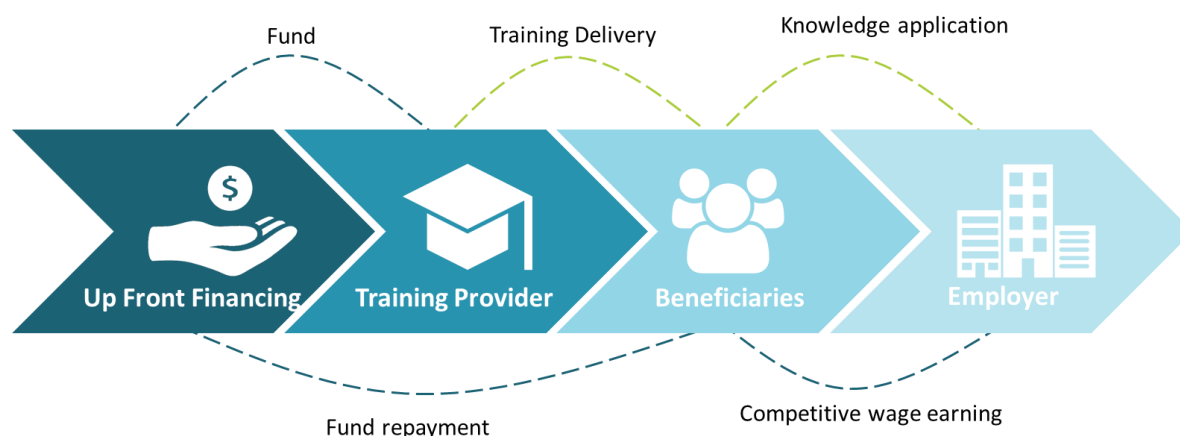 Fund
Training Delivery
Knowledge application
$
Up Front Financing
Training Provider
Beneficiaries
Employer
Fund repayment
Competitive wage earning